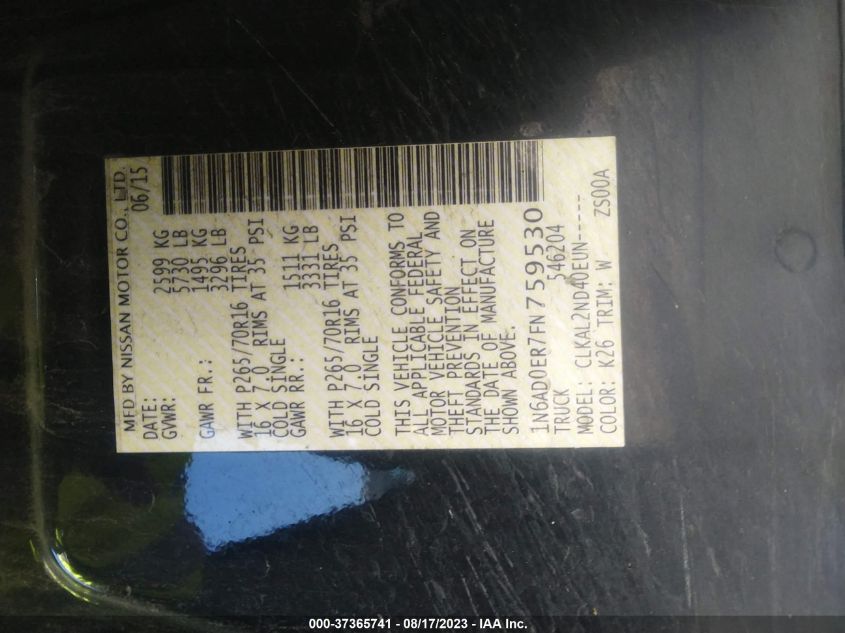 MFD BY NISSAN MOTOR CO., LTD.
DATE: 06/15
GVWR: 2599 KG
5730 LB
GAWR FR.: 1495 KG
3296 LB
WITH P265/70R16 TIRES
16 X 7.0 RIMS AT 35 PSI
COLD SINGLE
GAWR RR.: 1511 KG
3331 LB
WITH P265/70R16 TIRES
16 X 7.0 RIMS AT 35 PSI
COLD SINGLE
THIS VEHICLE CONFORMS TO
ALL APPLICABLE FEDERAL
MOTOR VEHICLE SAFETY AND
THEFT PREVENTION
STANDARDS IN EFFECT ON
THE DATE OF MANUFACTURE
SHOWN ABOVE.
1N6AD0ER7FN759530
TRUCK 546204
MODEL: CLKAL2ND40EUN-----
COLOR: K26 TRIM: W ZS00A
000-37365741 - 08/17/2023 - IAA Inc.